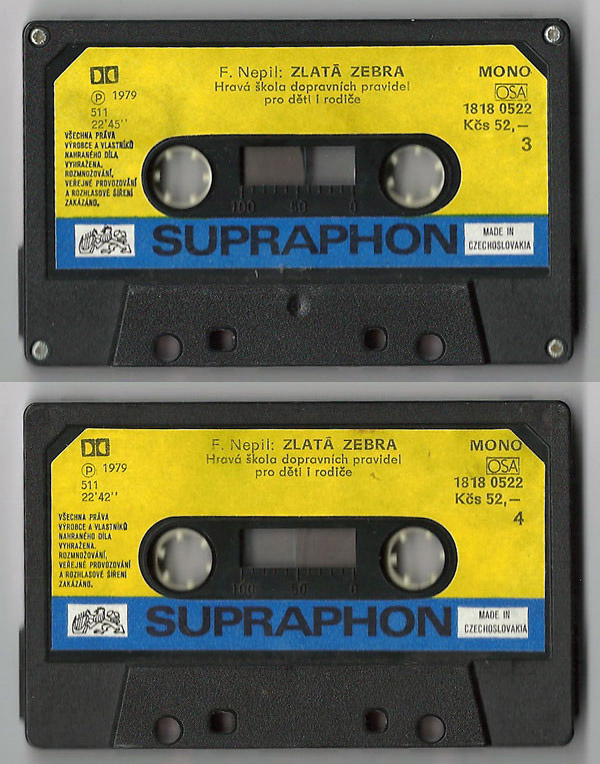 F. Nepil: ZLATÁ ZEBRA
Hravá škola dopravních pravidel
pro děti i rodiče
MONO
OSA
1818 0522
Kčs 52,—
3
Ⓟ 1979
511
22'45''
VŠECHNA PRÁVA
VÝROBCE A VLASTNÍKŮ
NAHRANÉHO DÍLA
VYHRAŽENA.
ROZMNOŽOVÁNÍ,
VEŘEJNÉ PROVOZOVÁNÍ
A ROZHLASOVÉ ŠÍŘENÍ
ZAKÁZÁNO.
100 50 0
SUPRAPHON
MADE IN
CZECHOSLOVAKIA
F. Nepil: ZLATÁ ZEBRA
Hravá škola dopravních pravidel
pro děti i rodiče
MONO
OSA
1818 0522
Kčs 52,—
4
Ⓟ 1979
511
22'42''
VŠECHNA PRÁVA
VÝROBCE A VLASTNÍKŮ
NAHRANÉHO DÍLA
VYHRAŽENA.
ROZMNOŽOVÁNÍ,
VEŘEJNÉ PROVOZOVÁNÍ
A ROZHLASOVÉ ŠÍŘENÍ
ZAKÁZÁNO.
100 50 0
SUPRAPHON
MADE IN
CZECHOSLOVAKIA